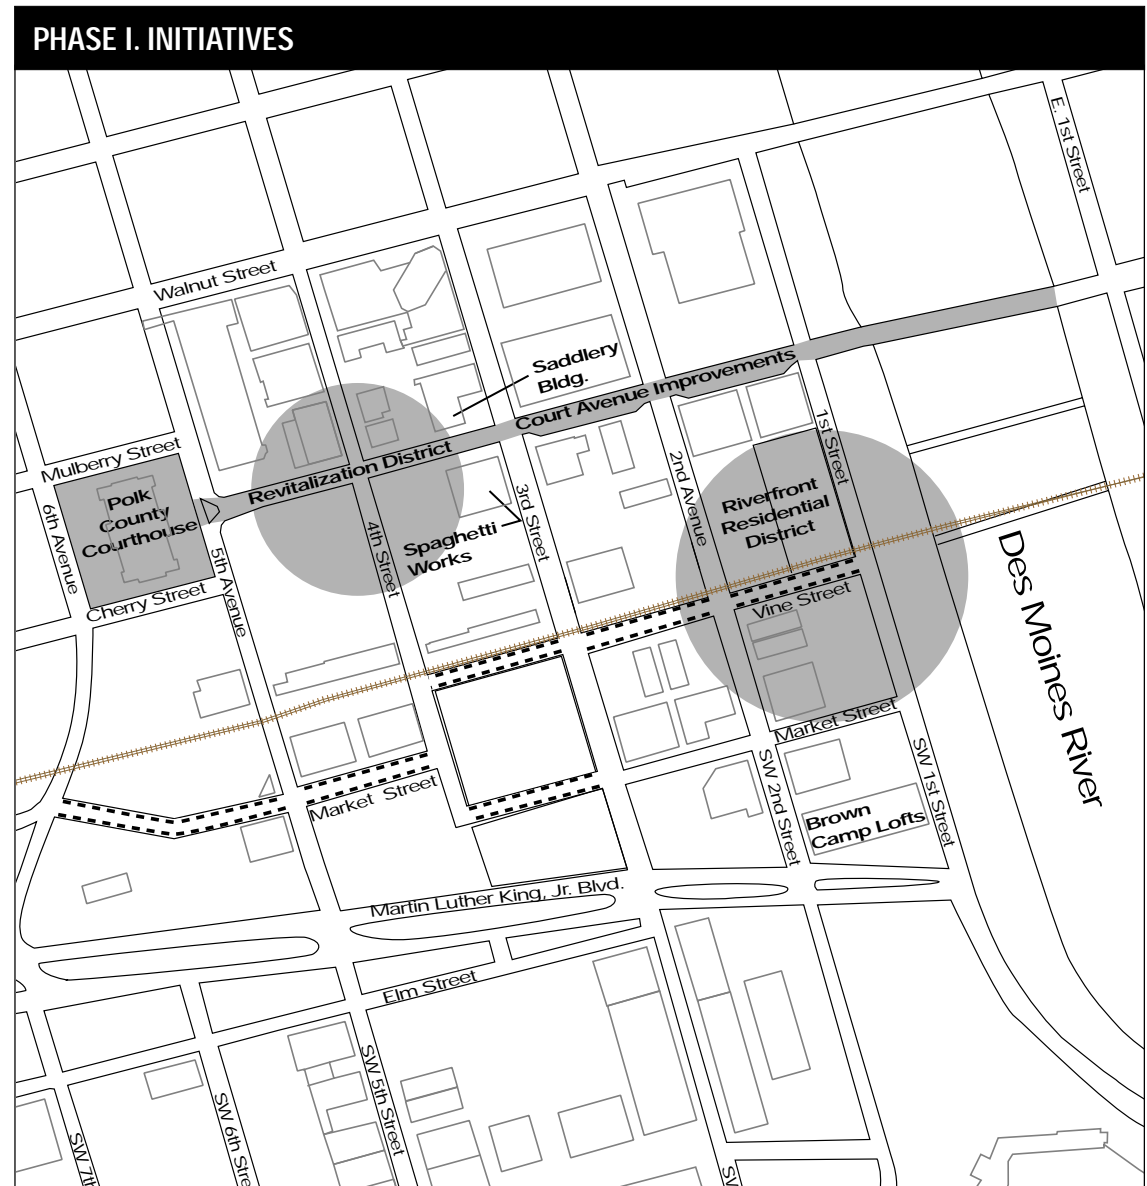 PHASE I. INITIATIVES
E. 1st Street
Walnut Street
Saddlery
Bldg.
Court Avenue Improvements
1st Street
Mulberry Street
Revitalization District
2nd Avenue
Riverfront
Residential
District
Polk
County
Courthouse
6th Avenue
3rd Street
4th Street
Spaghetti
Works
5th Avenue
Cherry Street
Vine Street
Des Moines River
Market Street
SW 2nd Street
SW 1st Street
Market Street
Brown
Camp Lofts
Martin Luther King, Jr. Blvd.
Elm Street
SW 5th Street
SW 6th Stre
SW 7th
SW